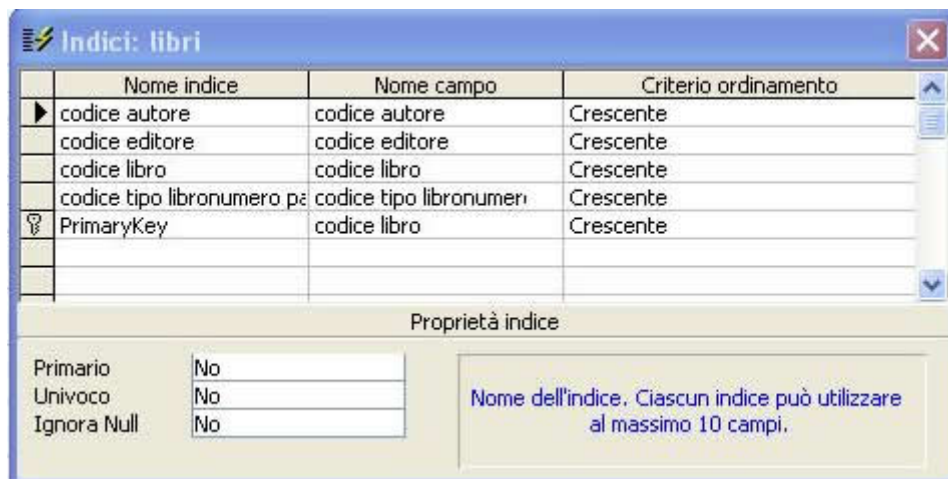 Indici: libri
Nome indice Nome campo Criterio ordinamento
codice autore codice autore Crescente
codice editore codice editore Crescente
codice libro codice libro Crescente
codice tipo libronumero pa codice tipo libronumer Crescente
PrimaryKey codice libro Crescente
Proprietà indice
Primario No
Univoco No
Ignora Null No
Nome dell'indice. Ciascun indice può utilizzare
al massimo 10 campi.